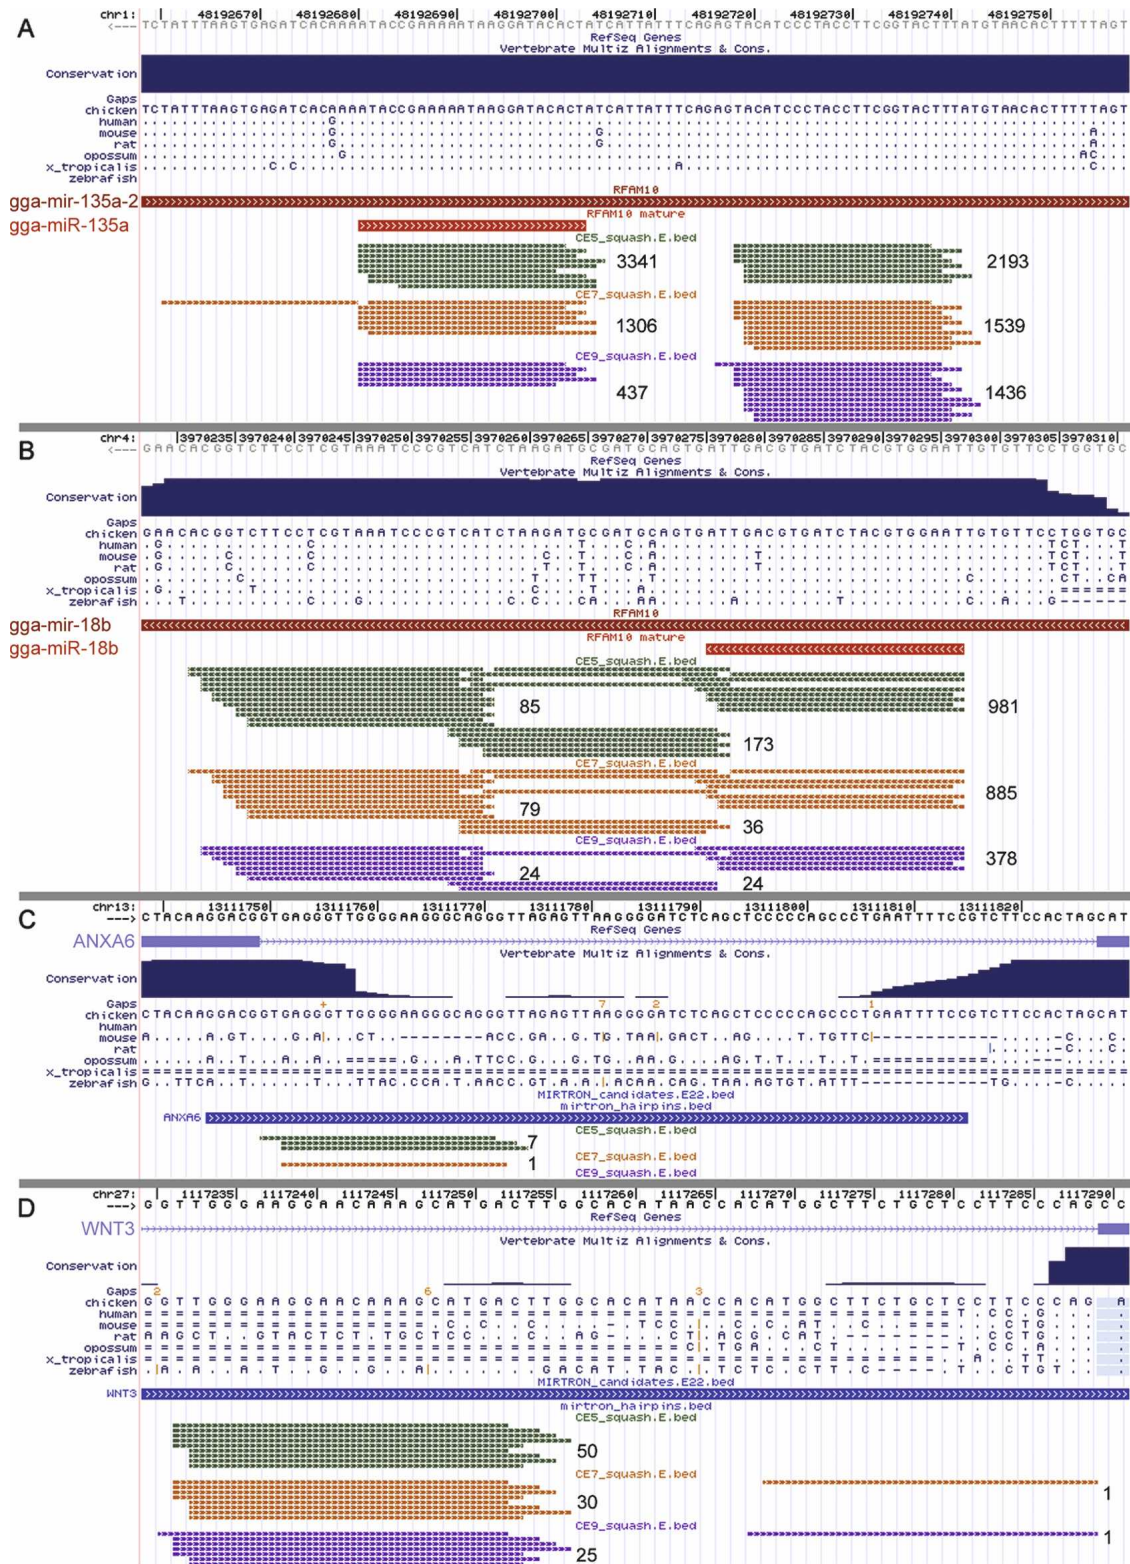 A
chr1: 48192670 48192680 48192690 48192700 48192710 48192720 48192730 48192740 48192750
<--- TCTATTTAAGTGAGATCACAAAATACCGAAAAATAAGGATACACTATCATTATTTCAGAGTACATCCCTACCTTCGGTACTTTATGTAACACTTTTTAGT
RefSeq Genes
Vertebrate Multiz Alignments & Cons.
Conservation
Gaps
chicken TCTATTTAAGTGAGATCACAAAATACCGAAAAATAAGGATACACTATCATTATTTCAGAGTACATCCCTACCTTCGGTACTTTATGTAACACTTTTTAGT
human G
mouse G G A
rat G G A
opossum G AC
x_tropicalis C C A C
zebrafish
RFAM10
gga-mir-135a-2
RFAM10 mature
gga-miR-135a
CE5_squash.E.bed
3341 2193
CE7_squash.E.bed
1306 1539
CE9_squash.E.bed
437 1436
B
chr4: 3970235 3970240 3970245 3970250 3970255 3970260 3970265 3970270 3970275 3970280 3970285 3970290 3970295 3970300 3970305 3970310
<--- GAACACGGTCTTCCTCGTAAATCCCGTCATCTAAGATGCGATGCAGTGATTGACGTGATCTACGTGGAATTGTGTTCCTGGTGC
RefSeq Genes
Vertebrate Multiz Alignments & Cons.
Conservation
Gaps
chicken GAACACGGTCTTCCTCGTAAATCCCGTCATCTAAGATGCGATGCAGTGATTGACGTGATCTACGTGGAATTGTGTTCCTGGTGC
human
mouse
rat
opossum
x_tropicalis
zebrafish
RFAM10
gga-mir-18b
RFAM10 mature
gga-miR-18b
CE5_squash.E.bed
85 981
173
CE7_squash.E.bed
79 885
36
CE9_squash.E.bed
24 378
24
C
chr13: 13111750 13111760 13111770 13111780 13111790 13111800 13111810 13111820
---> CTACAAGGACGGTGAGGGTTGGGGAAGGGCAGGGTTAGAGTTAAGGGGATCTCAGCTCCCCCAGCCCTGAATTTTCCGTCTTCCACTAGCAT
RefSeq Genes
ANXA6
Vertebrate Multiz Alignments & Cons.
Conservation
Gaps + 7 2 1
chicken CTACAAGGACGGTGAGGGTTGGGGAAGGGCAGGGTTAGAGTTAAGGGGATCTCAGCTCCCCCAGCCCTGAATTTTCCGTCTTCCACTAGCAT
human
mouse
rat
opossum
x_tropicalis
zebrafish
MIRTRON_candidates.E22.bed
mirtron_hairpins.bed
ANXA6
CE5_squash.E.bed
7
CE7_squash.E.bed
1
CE9_squash.E.bed
D
chr27: 1117235 1117240 1117245 1117250 1117255 1117260 1117265 1117270 1117275 1117280 1117285 1117290
---> GGTTGGGAAGGAACAAAGCATGACTTGGCACATAACCACATGGCTTCTGCTCCTTCCCAGCC
RefSeq Genes
WNT3
Vertebrate Multiz Alignments & Cons.
Conservation
Gaps 2 6 3
chicken
human
mouse
rat
opossum
x_tropicalis
zebrafish
MIRTRON_candidates.E22.bed
WNT3
mirtron_hairpins.bed
CE5_squash.E.bed
50
CE7_squash.E.bed
30 1
CE9_squash.E.bed
25 1